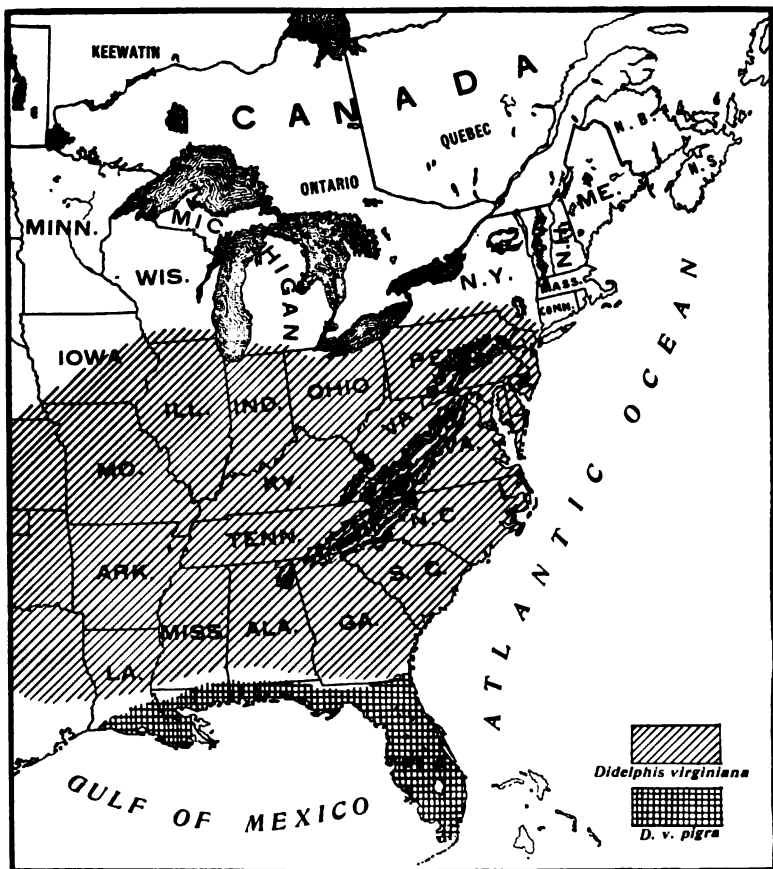 KEEWATIN
CANADA
QUEBEC
ONTARIO
N.B.
N.S.
ME.
MINN.
MICHIGAN
WIS.
N.Y.
N.H.
MASS.
CONN.
IOWA
ILL.
IND.
OHIO
MO.
KY.
VA.
TENN.
N.C.
ARK.
S.C.
MISS.
ALA.
GA.
LA.
ATLANTIC OCEAN
GULF OF MEXICO
Didelphis virginiana
D. v. pigra